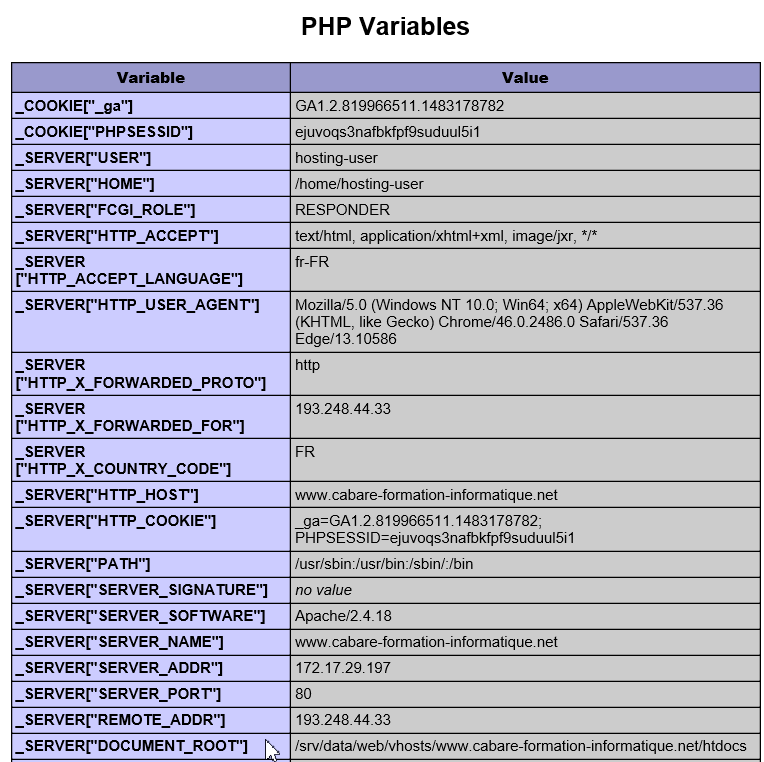 PHP Variables
Variable Value
_COOKIE["_ga"] GA1.2.819966511.1483178782
_COOKIE["PHPSESSID"] ejuvoqs3nafbkfpf9suduul5i1
_SERVER["USER"] hosting-user
_SERVER["HOME"] /home/hosting-user
_SERVER["FCGI_ROLE"] RESPONDER
_SERVER["HTTP_ACCEPT"] text/html, application/xhtml+xml, image/jxr, */*
_SERVER fr-FR
["HTTP_ACCEPT_LANGUAGE"]
_SERVER["HTTP_USER_AGENT"] Mozilla/5.0 (Windows NT 10.0; Win64; x64) AppleWebKit/537.36
(KHTML, like Gecko) Chrome/46.0.2486.0 Safari/537.36
Edge/13.10586
_SERVER http
["HTTP_X_FORWARDED_PROTO"]
_SERVER 193.248.44.33
["HTTP_X_FORWARDED_FOR"]
_SERVER FR
["HTTP_X_COUNTRY_CODE"]
_SERVER["HTTP_HOST"] www.cabare-formation-informatique.net
_SERVER["HTTP_COOKIE"] _ga=GA1.2.819966511.1483178782;
PHPSESSID=ejuvoqs3nafbkfpf9suduul5i1
_SERVER["PATH"] /usr/sbin:/usr/bin:/sbin/:/bin
_SERVER["SERVER_SIGNATURE"] no value
_SERVER["SERVER_SOFTWARE"] Apache/2.4.18
_SERVER["SERVER_NAME"] www.cabare-formation-informatique.net
_SERVER["SERVER_ADDR"] 172.17.29.197
_SERVER["SERVER_PORT"] 80
_SERVER["REMOTE_ADDR"] 193.248.44.33
_SERVER["DOCUMENT_ROOT"] /srv/data/web/vhosts/www.cabare-formation-informatique.net/htdocs